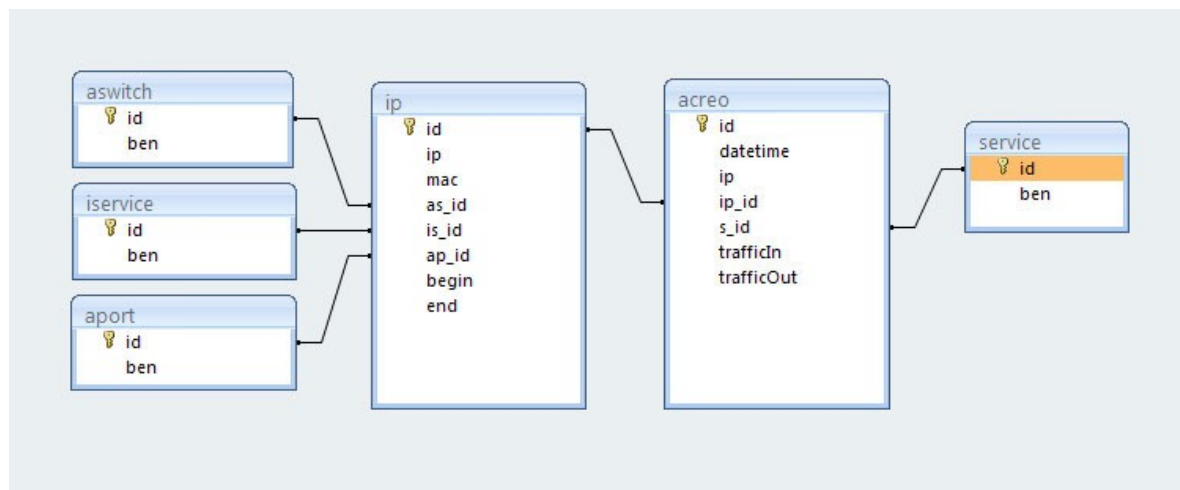 aswitch
id
ben
iservice
id
ben
aport
id
ben
ip
id
ip
mac
as_id
is_id
ap_id
begin
end
acreo
id
datetime
ip
ip_id
s_id
trafficIn
trafficOut
service
id
ben